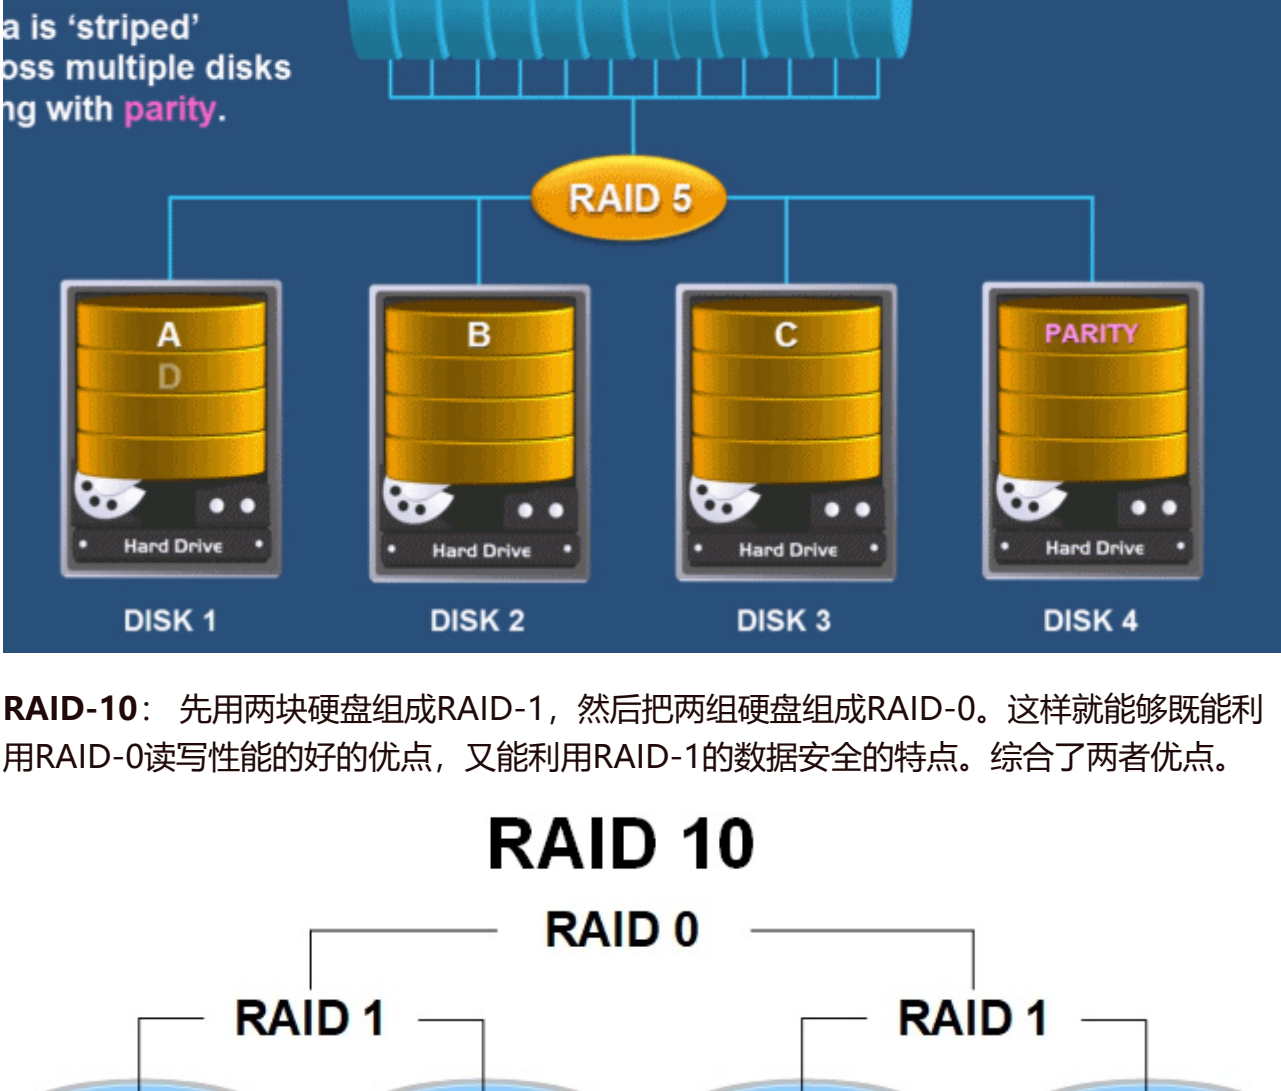 a is ‘striped’
oss multiple disks
ng with parity.
RAID 5
A
B
C
PARITY
D
Hard Drive
Hard Drive
Hard Drive
Hard Drive
DISK 1
DISK 2
DISK 3
DISK 4
RAID-10： 先用两块硬盘组成RAID-1，然后把两组硬盘组成RAID-0。这样就能够既能利
用RAID-0读写性能的好的优点，又能利用RAID-1的数据安全的特点。综合了两者优点。
RAID 10
RAID 0
RAID 1
RAID 1